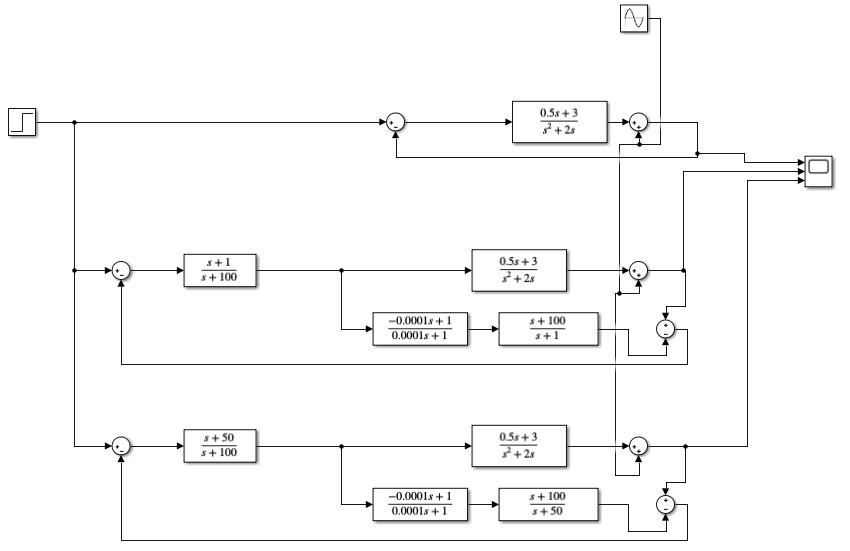 0.5s + 3
s² + 2s
s + 1
s + 100
0.5s + 3
s² + 2s
-0.0001s + 1
0.0001s + 1
s + 100
s + 1
s + 50
s + 100
0.5s + 3
s² + 2s
-0.0001s + 1
0.0001s + 1
s + 100
s + 50